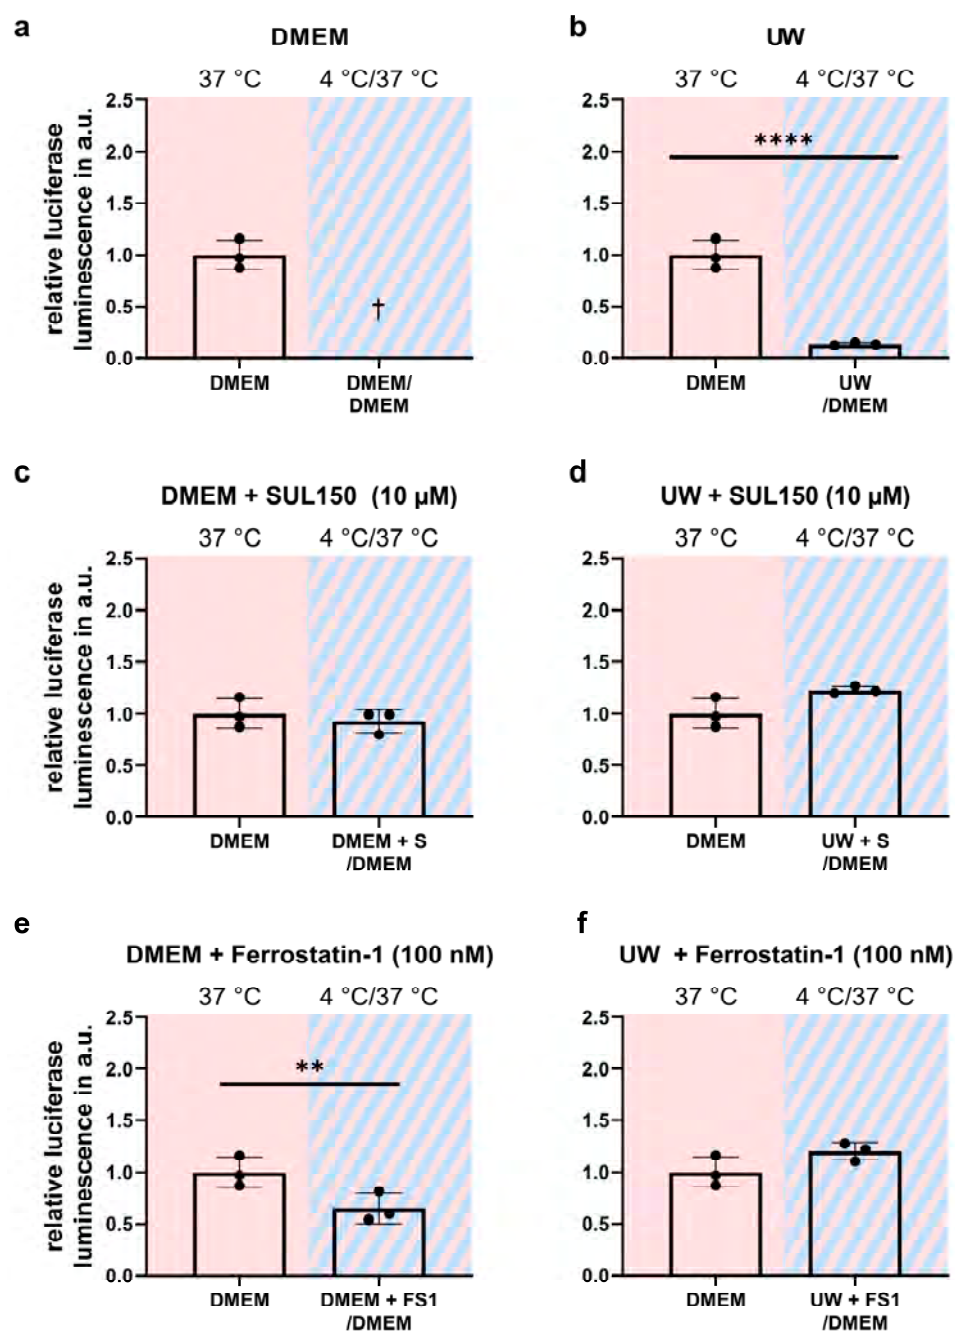 a
DMEM
37 °C 4 °C/37 °C
relative luciferase
luminescence in a.u.
2.5
2.0
1.5
1.0
0.5
0.0
†
DMEM DMEM/
DMEM
b
UW
37 °C 4 °C/37 °C
2.5
2.0
1.5
1.0
0.5
0.0
****
DMEM UW
/DMEM
c
DMEM + SUL150 (10 µM)
37 °C 4 °C/37 °C
relative luciferase
luminescence in a.u.
2.5
2.0
1.5
1.0
0.5
0.0
DMEM DMEM + S
/DMEM
d
UW + SUL150 (10 µM)
37 °C 4 °C/37 °C
2.5
2.0
1.5
1.0
0.5
0.0
DMEM UW + S
/DMEM
e
DMEM + Ferrostatin-1 (100 nM)
37 °C 4 °C/37 °C
relative luciferase
luminescence in a.u.
2.5
2.0
1.5
1.0
0.5
0.0
**
DMEM DMEM + FS1
/DMEM
f
UW + Ferrostatin-1 (100 nM)
37 °C 4 °C/37 °C
2.5
2.0
1.5
1.0
0.5
0.0
DMEM UW + FS1
/DMEM